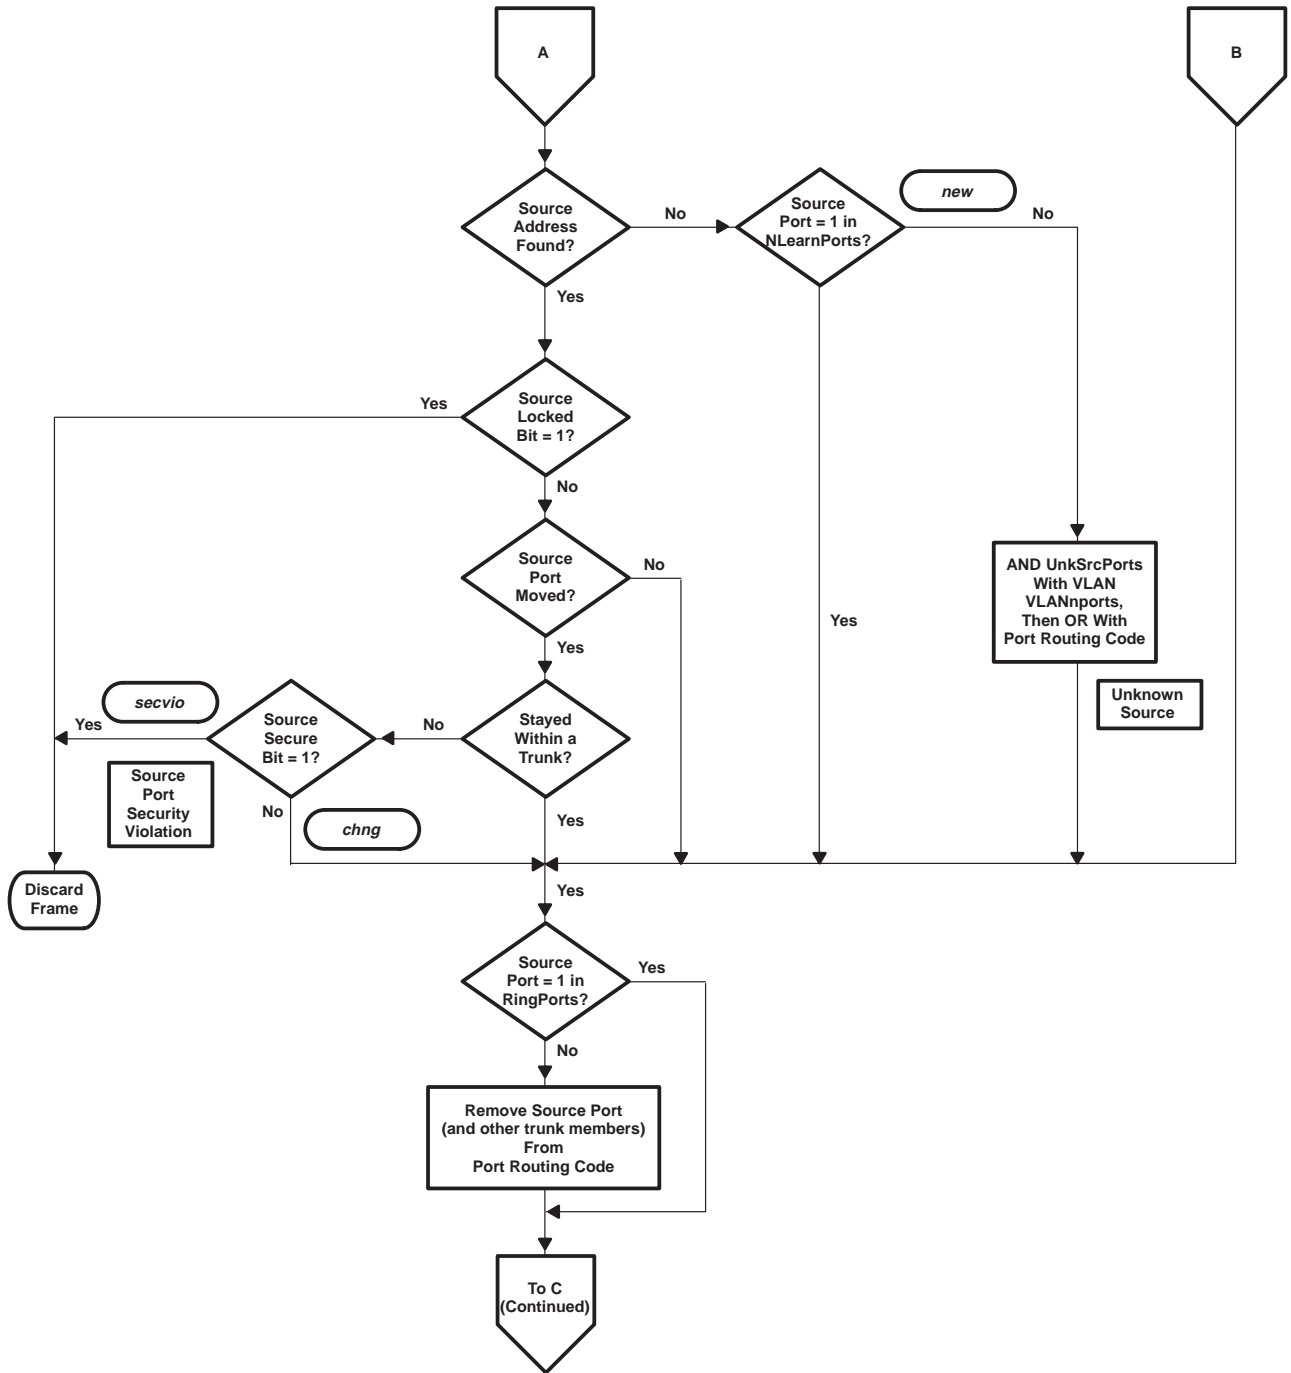 A
B
Source
Address
Found?
No
Source
Port = 1 in
NLearnPorts?
new
No
Yes
Yes
Source
Locked
Bit = 1?
No
Source
Port
Moved?
No
Yes
Yes
AND UnkSrcPorts
With VLAN
VLANnports,
Then OR With
Port Routing Code
Unknown
Source
secvio
Yes
Source
Secure
Bit = 1?
No
Stayed
Within a
Trunk?
Source
Port
Security
Violation
No
chng
Yes
Discard
Frame
Yes
Source
Port = 1 in
RingPorts?
Yes
No
Remove Source Port
(and other trunk members)
From
Port Routing Code
To C
(Continued)